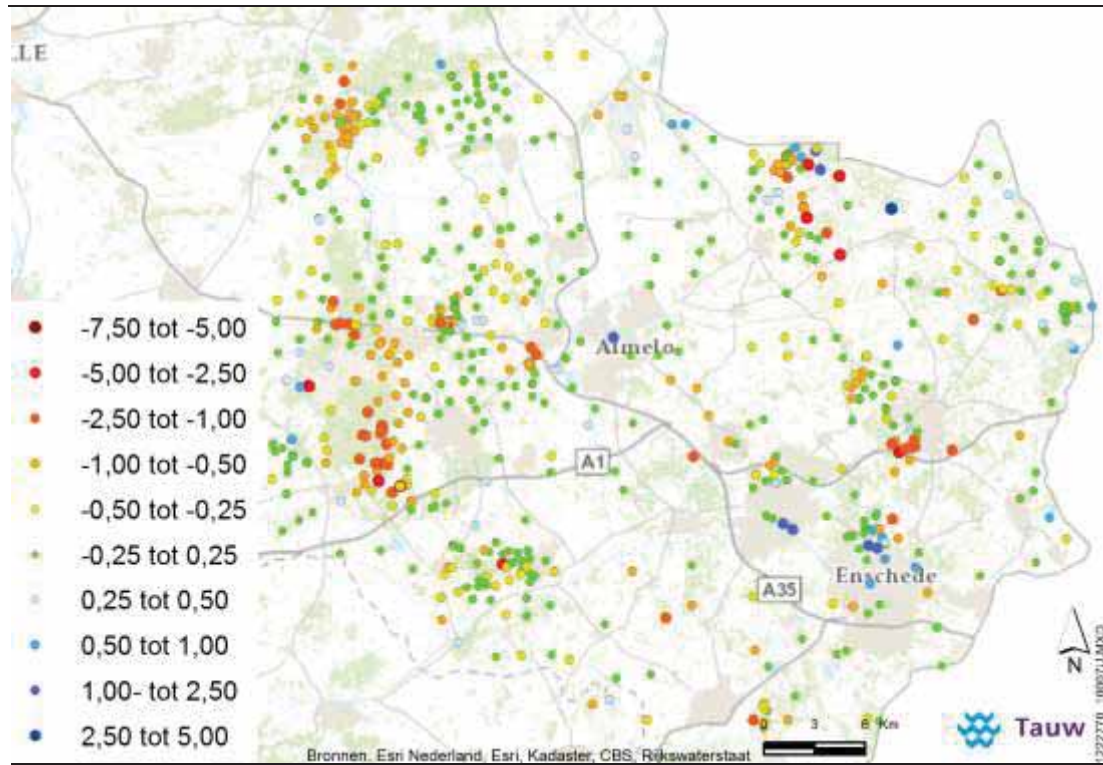 LLE
-7,50 tot -5,00
-5,00 tot -2,50
-2,50 tot -1,00
-1,00 tot -0,50
-0,50 tot -0,25
-0,25 tot 0,25
0,25 tot 0,50
0,50 tot 1,00
1,00- tot 2,50
2,50 tot 5,00
Almelo
A1
Enschede
A35
N
0 3 6 Km
Tauw
Bronnen. Esri Nederland, Esri, Kadaster, CBS, Rijkswaterstaat